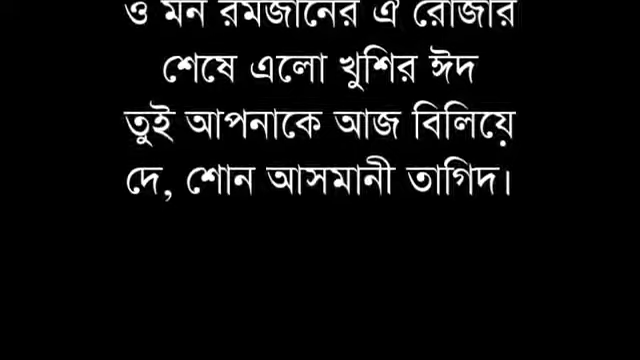 ও মন রমজানের ঐ রোজার
শেষে এলো খুশির ঈদ
তুই আপনাকে আজ বিলিয়ে
দে, শোন আসমানী তাগিদ।